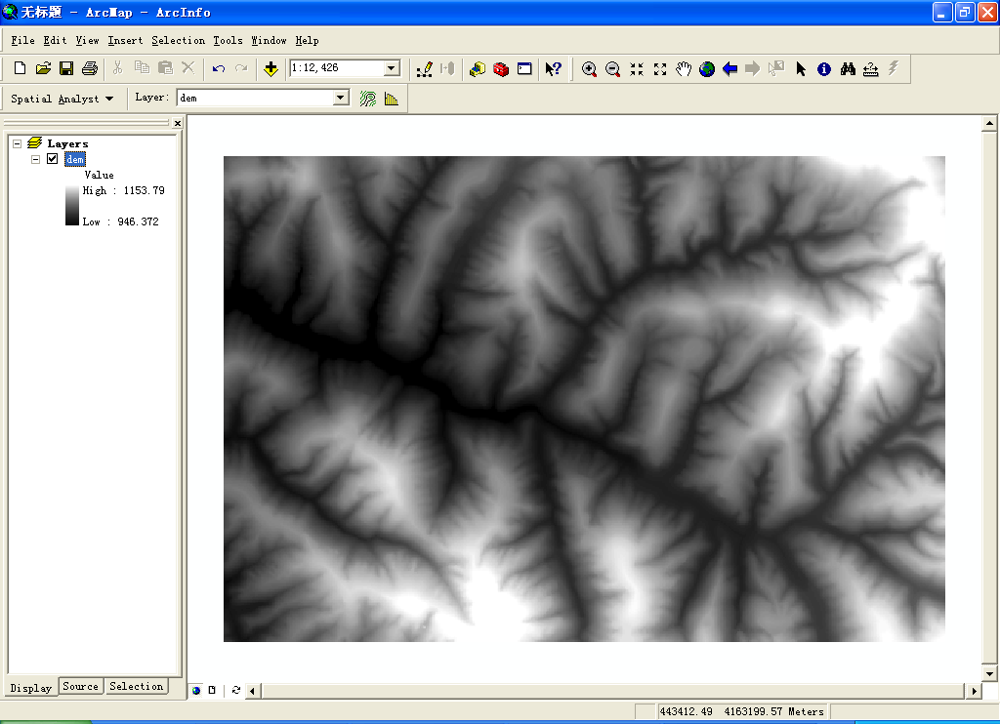 无标题 - ArcMap - ArcInfo
File Edit View Insert Selection Tools Window Help
1:12,426
Spatial Analyst Layer: dem
Layers
dem
Value
High : 1153.79
Low : 946.372
Display Source Selection
443412.49 4163199.57 Meters